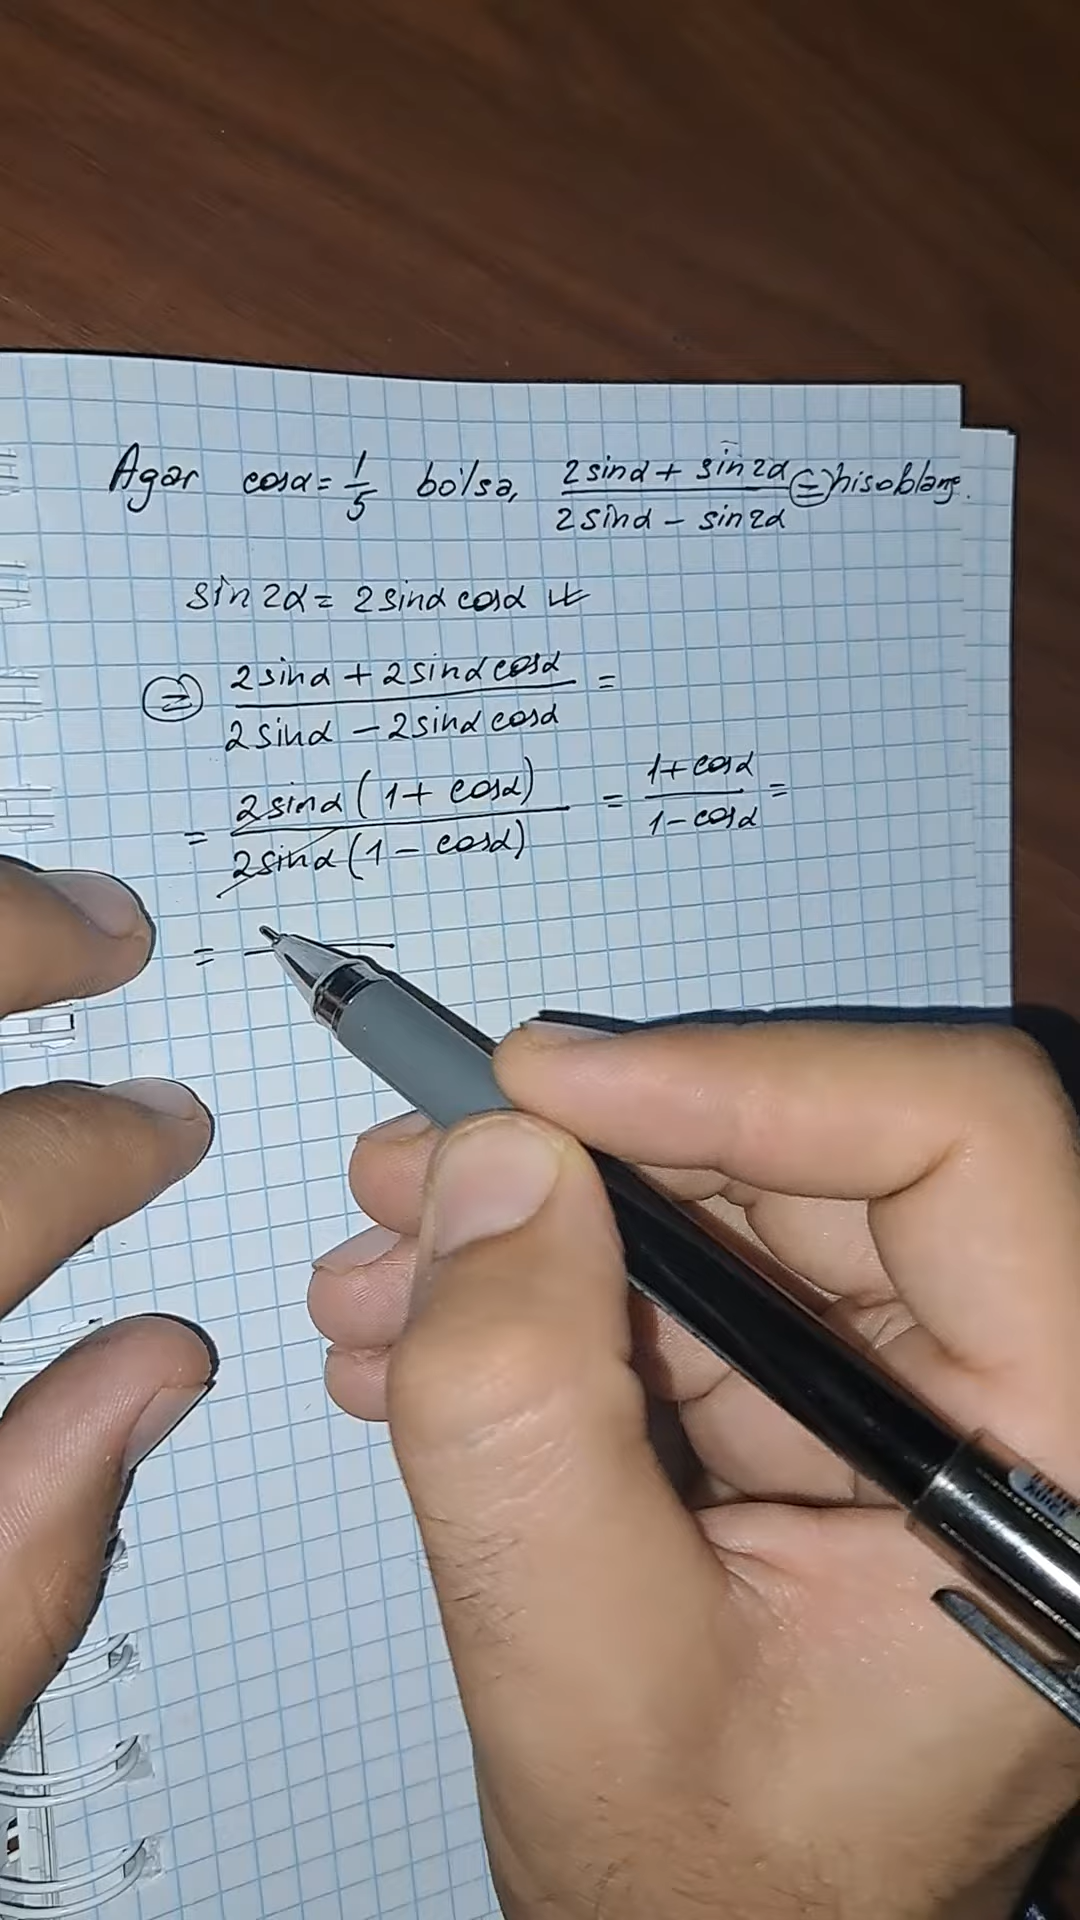 Agar cosα = 1/5 bo'lsa, (2sinα + sin2α)/(2sinα - sin2α) = hisoblang.
sin2α = 2sinα cosα
= (2sinα + 2sinα cosα)/(2sinα - 2sinα cosα) =
= (2sinα(1 + cosα))/(2sinα(1 - cosα)) = (1+cosα)/(1-cosα) =
=